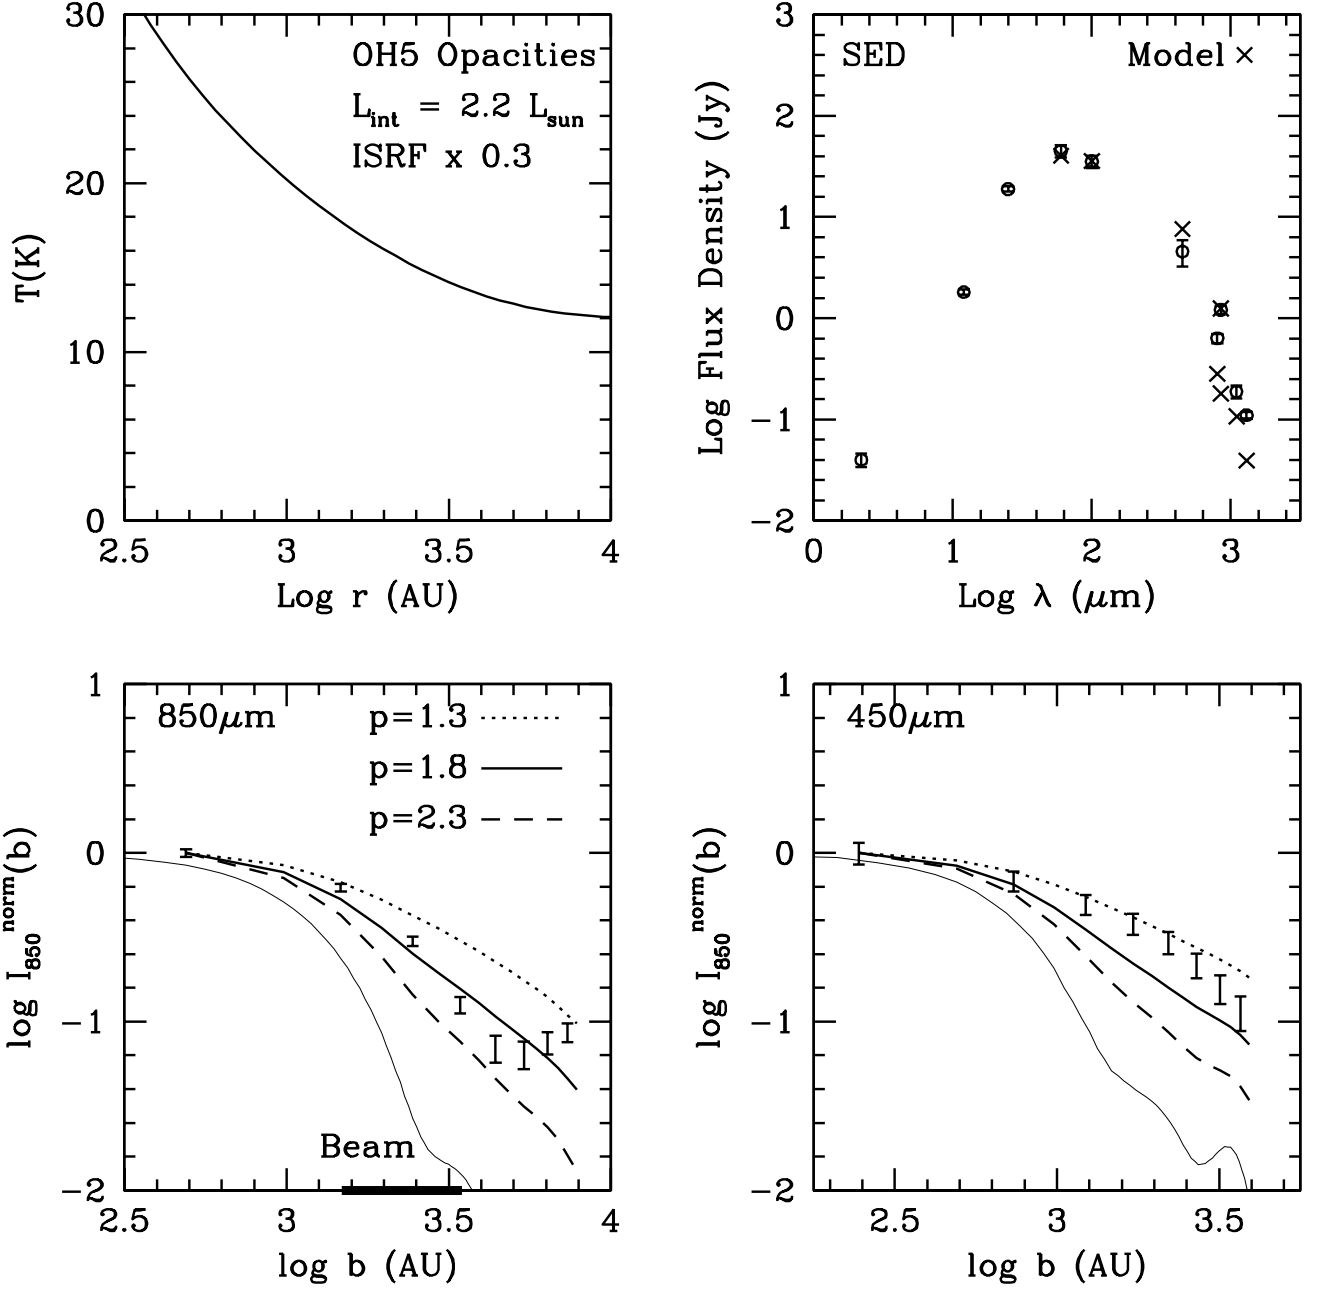 30
20
10
0
2.5 3 3.5 4
T(K)
Log r (AU)
OH5 Opacities
L_int = 2.2 L_sun
ISRF x 0.3
3
2
1
0
−1
−2
0 1 2 3
Log Flux Density (Jy)
Log λ (μm)
SED
Model ×
1
0
−1
−2
2.5 3 3.5 4
log I_850^norm(b)
log b (AU)
850μm
p=1.3
p=1.8
p=2.3
Beam
1
0
−1
−2
2.5 3 3.5
log I_850^norm(b)
log b (AU)
450μm